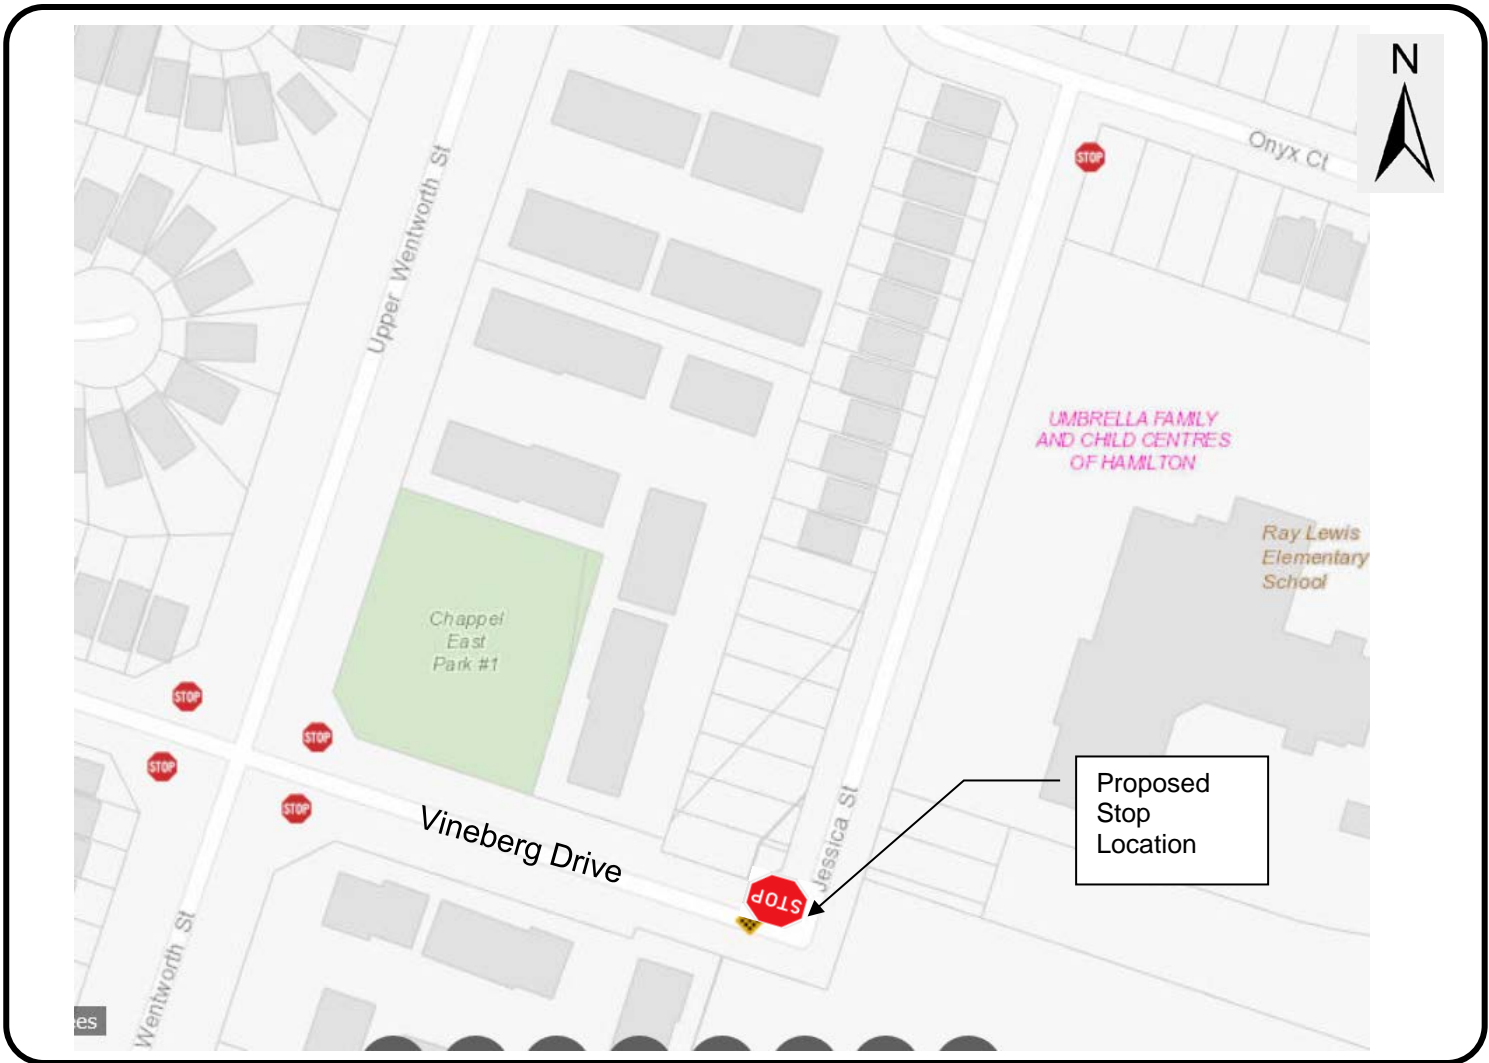 N
STOP
Onyx Ct
Upper Wentworth St
UMBRELLA FAMILY
AND CHILD CENTRES
OF HAMILTON
Ray Lewis
Elementary
School
Chappel
East
Park #1
STOP
STOP
STOP
STOP
Vineberg Drive
Jessica St
Proposed
Stop
Location
STOP
Wentworth St
ees